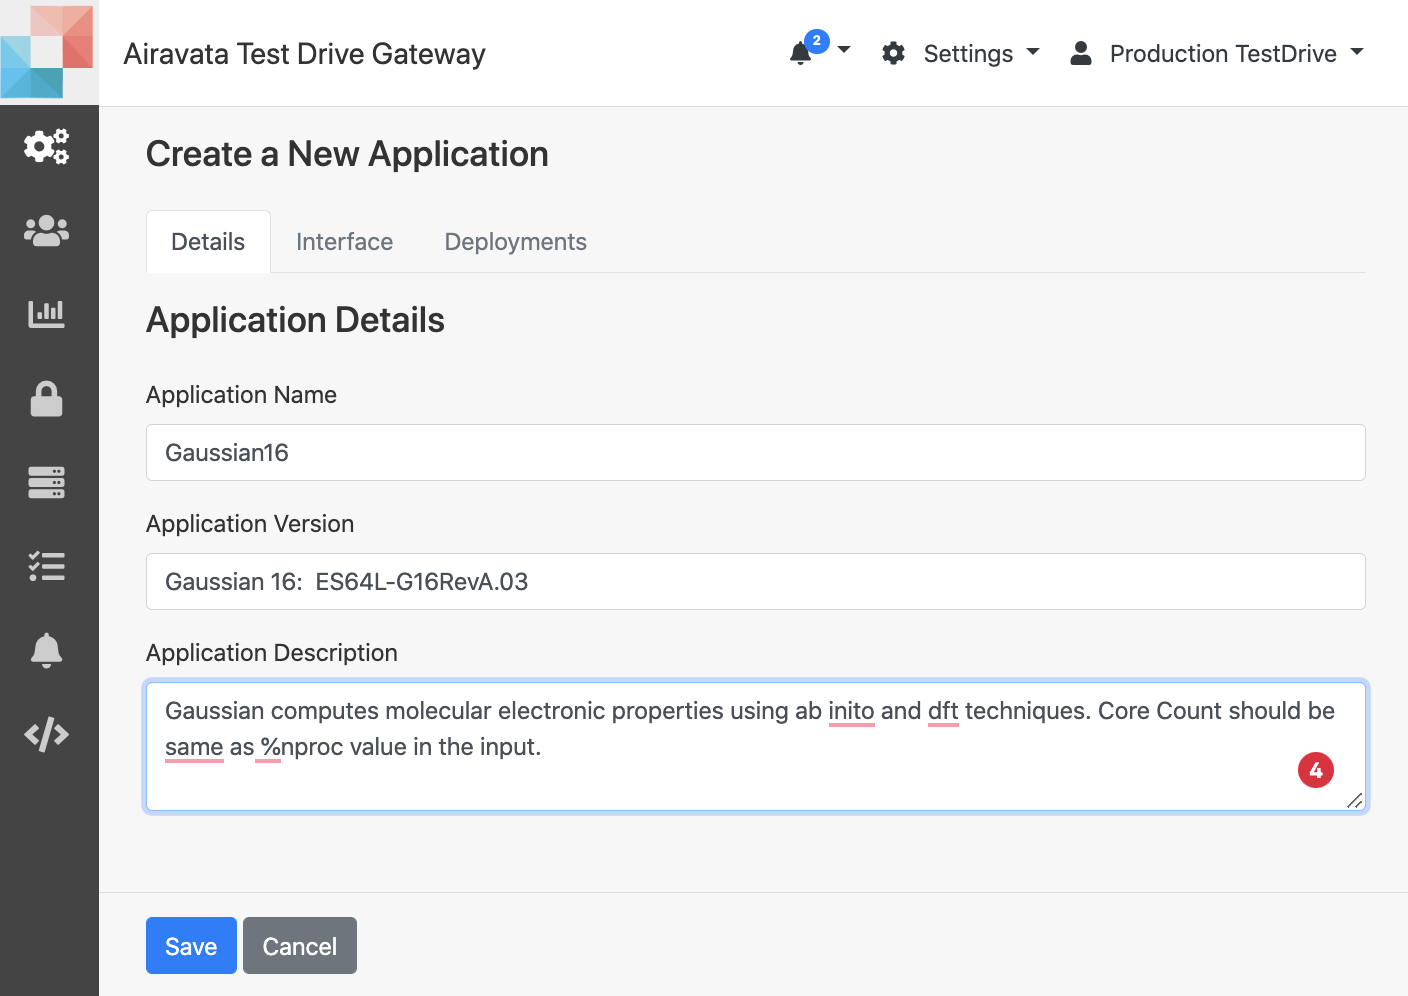 Airavata Test Drive Gateway
2
Settings
Production TestDrive
Create a New Application
Details
Interface
Deployments
Application Details
Application Name
Gaussian16
Application Version
Gaussian 16:  ES64L-G16RevA.03
Application Description
Gaussian computes molecular electronic properties using ab inito and dft techniques. Core Count should be
same as %nproc value in the input.
4
Save
Cancel